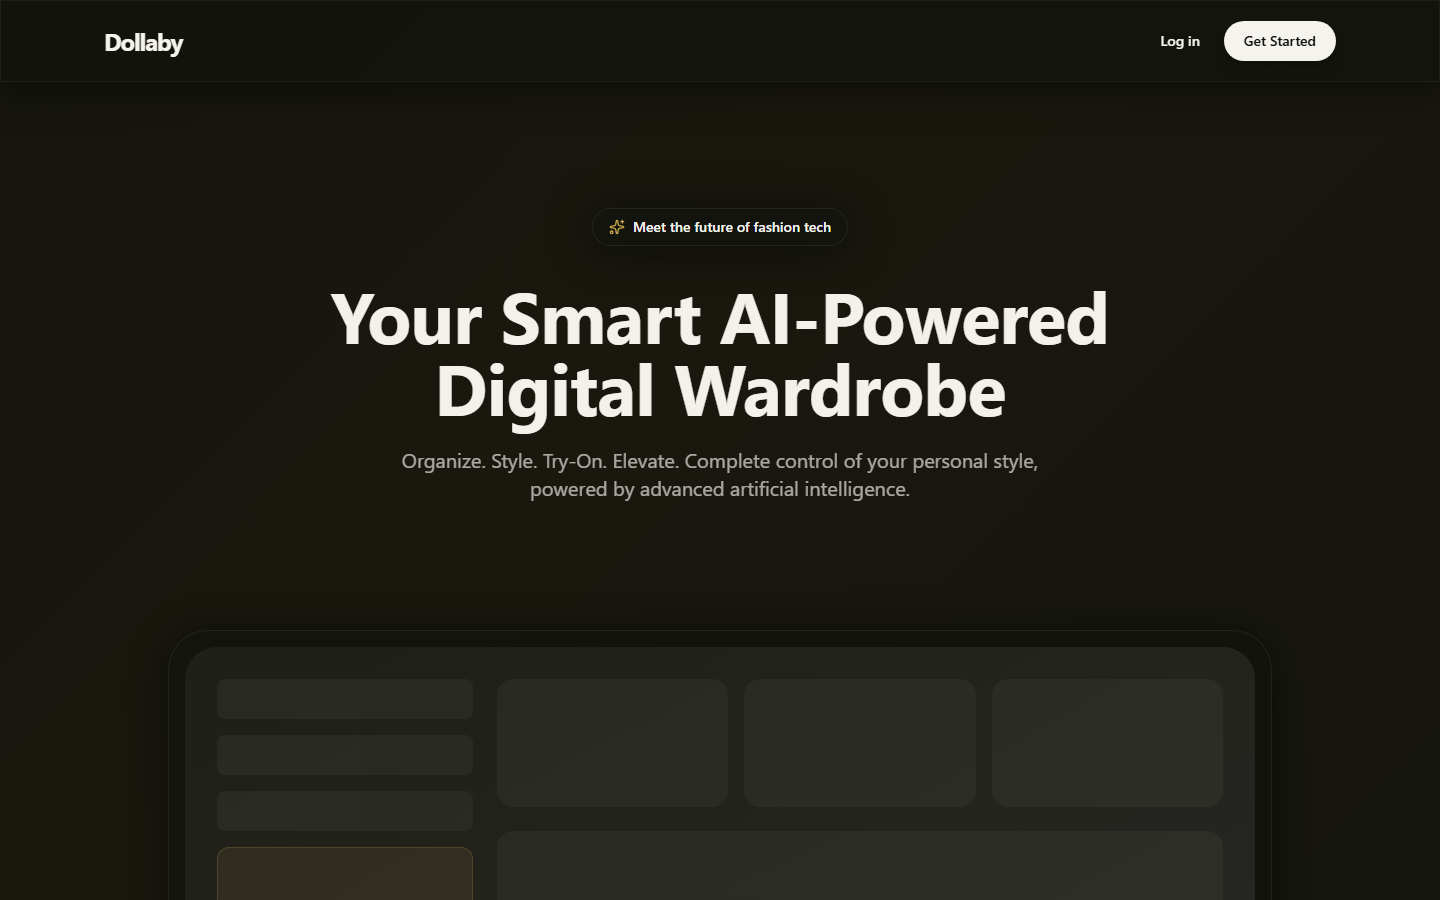 Dollaby
Log in
Get Started
Meet the future of fashion tech
Your Smart AI-Powered
Digital Wardrobe
Organize. Style. Try-On. Elevate. Complete control of your personal style,
powered by advanced artificial intelligence.